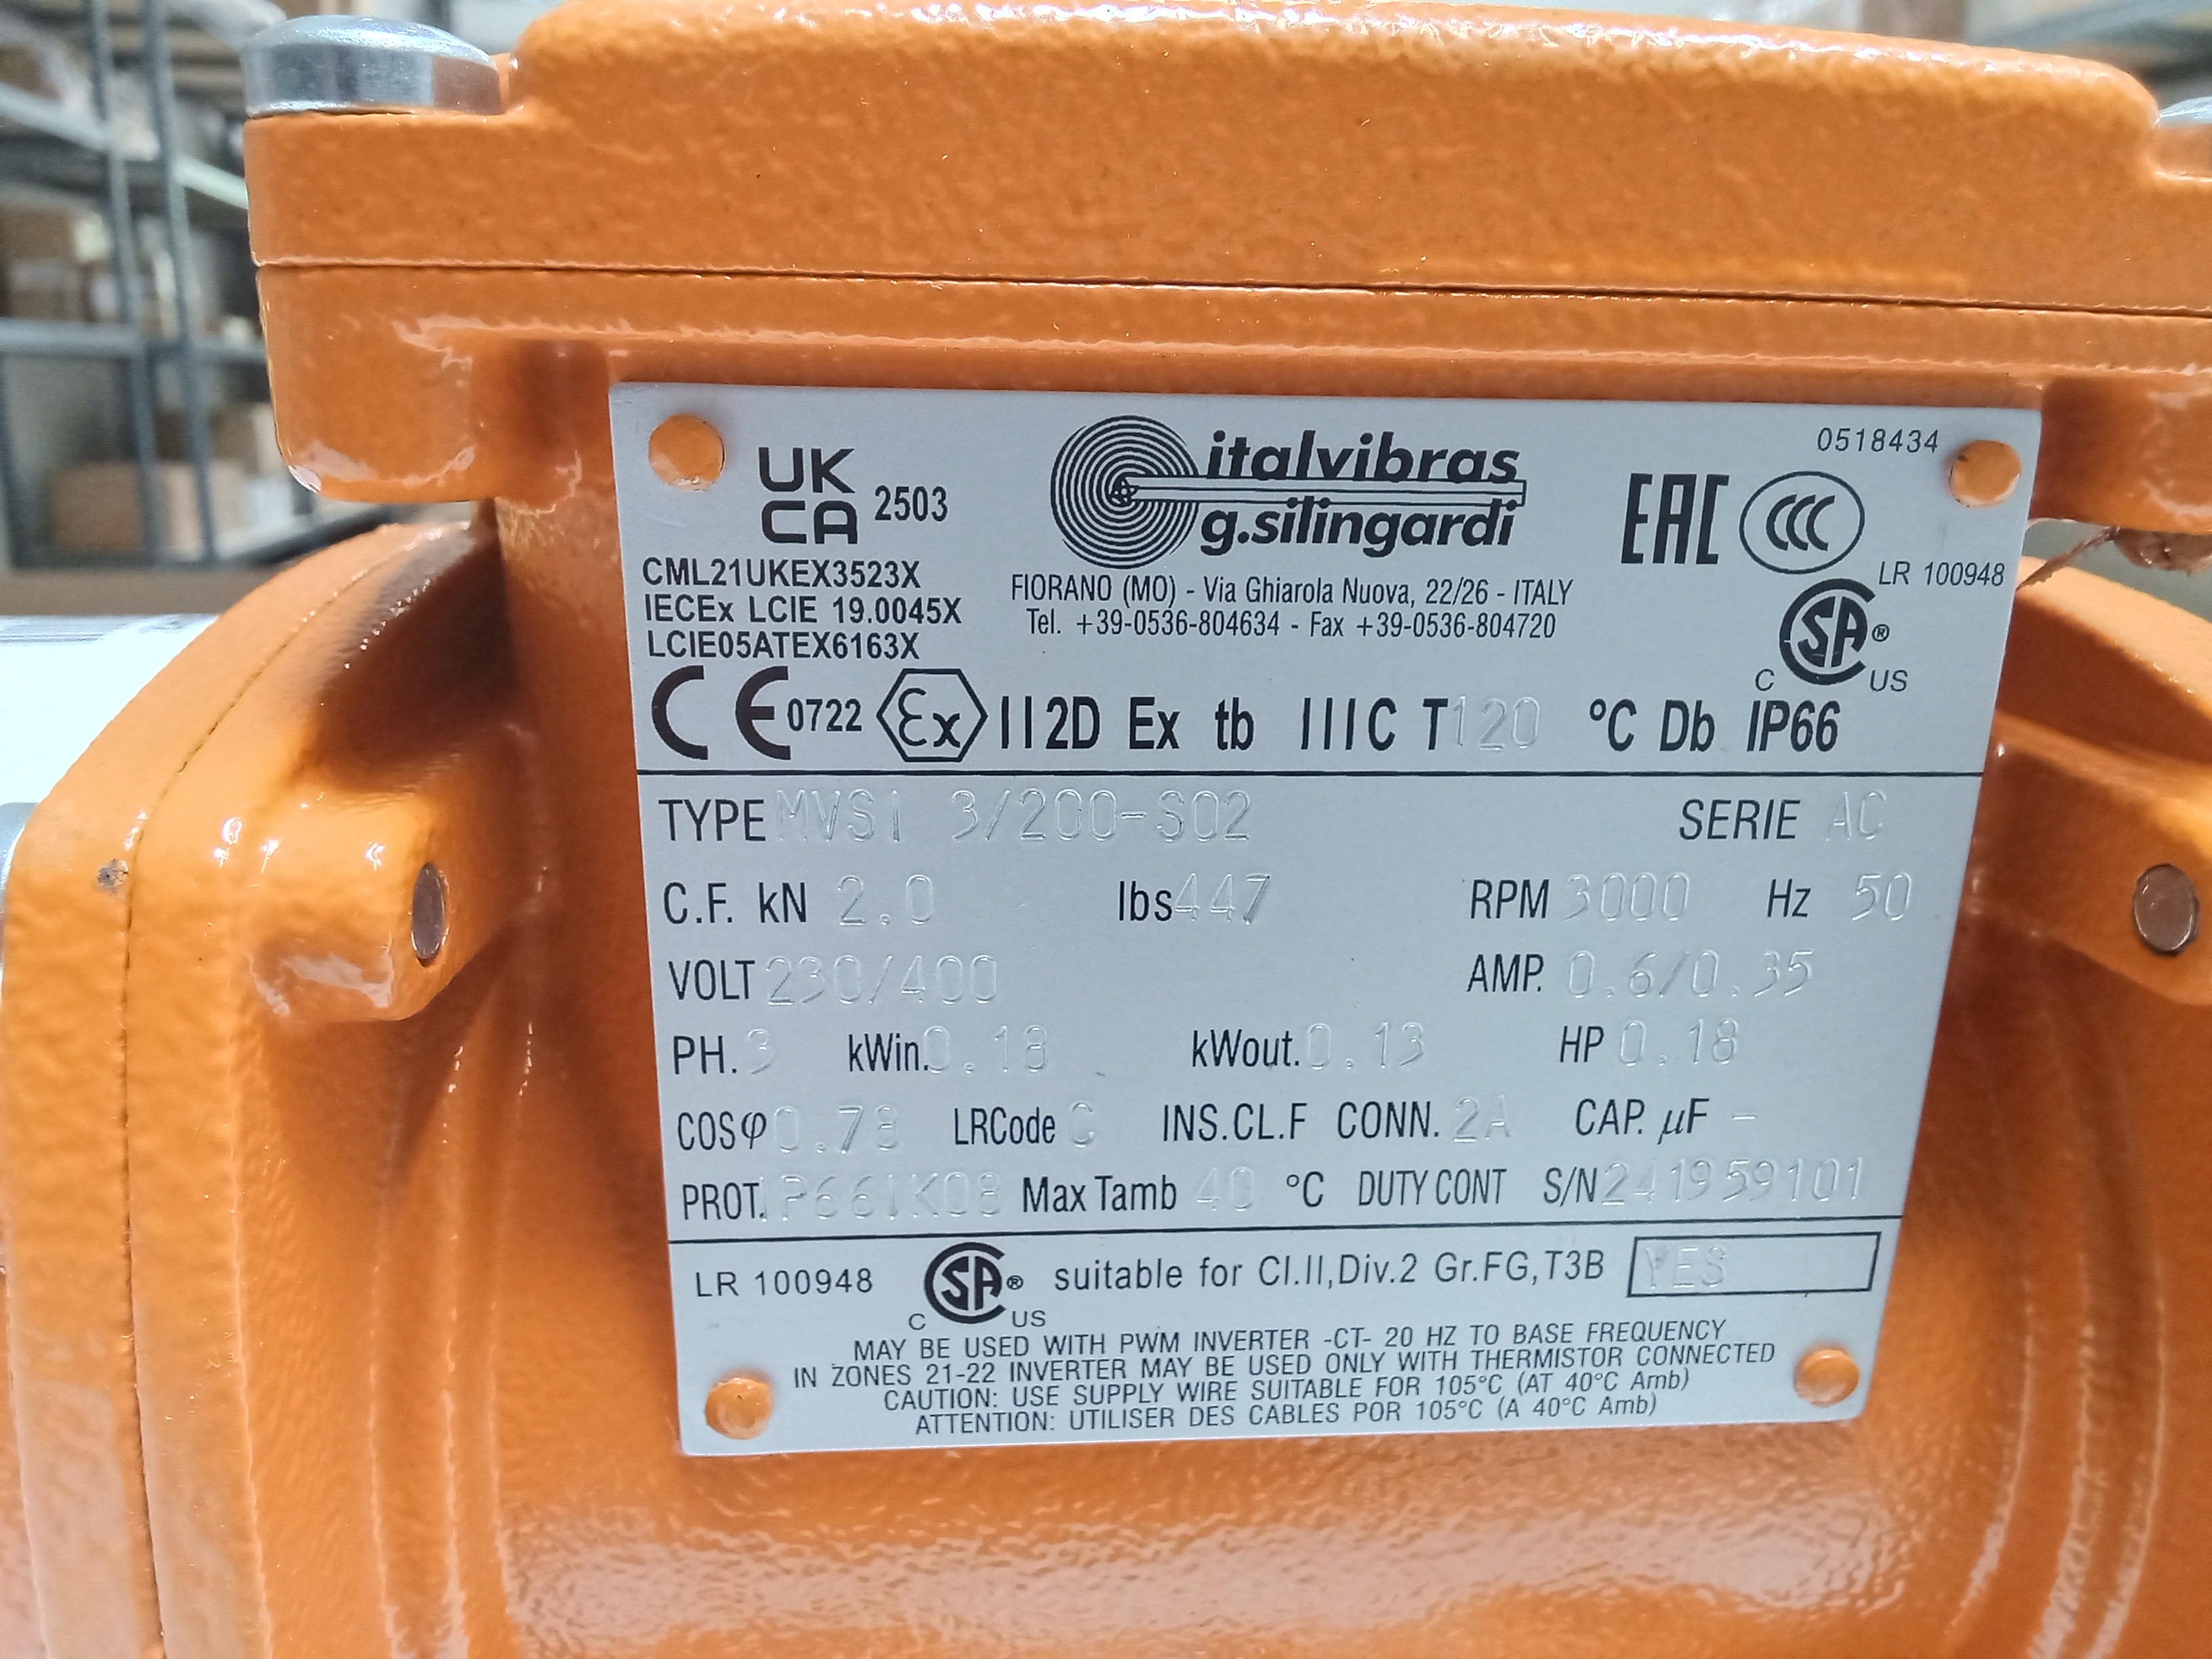 0518434
UK
CA 2503
italvibras
g.silingardi
EAC CCC
CML21UKEX3523X
IECEx LCIE 19.0045X
LCIE05ATEX6163X
FIORANO (MO) - Via Ghiarola Nuova, 22/26 - ITALY
Tel. +39-0536-804634 - Fax +39-0536-804720
LR 100948
C SA ® US
CE 0722 Ex II2D Ex tb IIIC T120 °C Db IP66
TYPE MVSI 3/200-S02 SERIE AC
C.F. kN 2.0 lbs 447 RPM 3000 Hz 50
VOLT 230/400 AMP. 0.6/0.35
PH. 3 kWin. 0.18 kWout. 0.13 HP 0.18
COSφ 0.78 LRCode C INS.CL.F CONN. 2A CAP. µF -
PROT. IP66IK08 Max Tamb 40 °C DUTY CONT S/N 241959101
LR 100948 C SA ® US suitable for Cl.II,Div.2 Gr.FG,T3B YES
MAY BE USED WITH PWM INVERTER -CT- 20 HZ TO BASE FREQUENCY
IN ZONES 21-22 INVERTER MAY BE USED ONLY WITH THERMISTOR CONNECTED
CAUTION: USE SUPPLY WIRE SUITABLE FOR 105°C (AT 40°C Amb)
ATTENTION: UTILISER DES CABLES POR 105°C (A 40°C Amb)